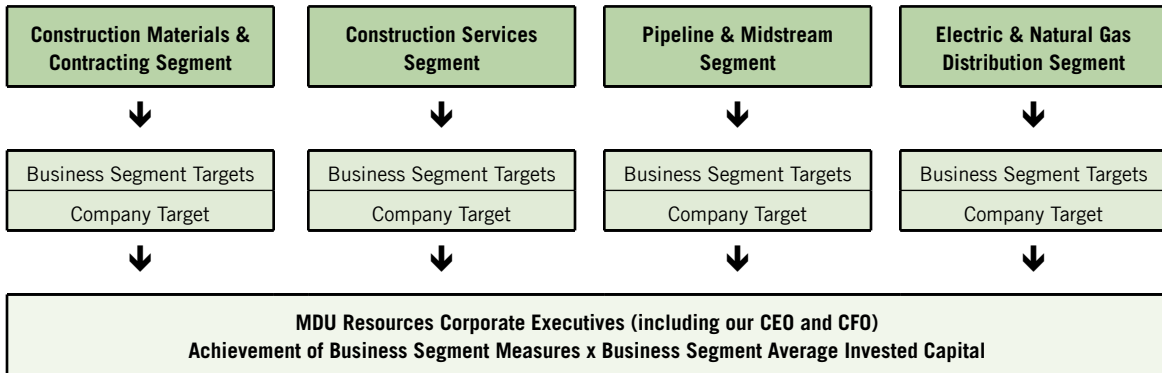 Construction Materials &
Contracting Segment
Construction Services
Segment
Pipeline & Midstream
Segment
Electric & Natural Gas
Distribution Segment
Business Segment Targets
Company Target
Business Segment Targets
Company Target
Business Segment Targets
Company Target
Business Segment Targets
Company Target
MDU Resources Corporate Executives (including our CEO and CFO)
Achievement of Business Segment Measures x Business Segment Average Invested Capital